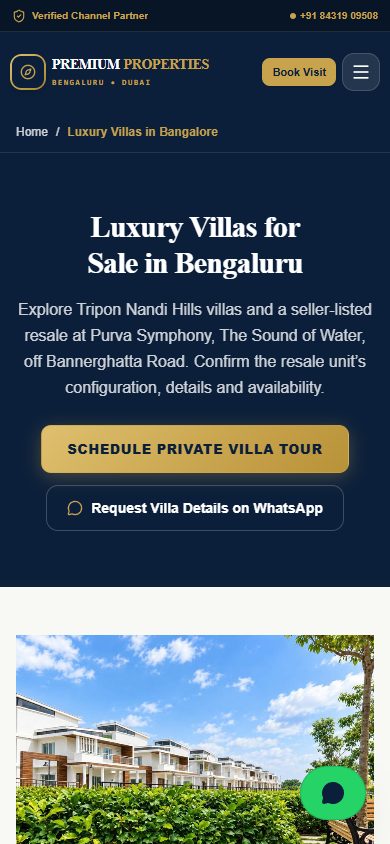 Verified Channel Partner
+91 84319 09508
PREMIUM PROPERTIES
BENGALURU • DUBAI
Book Visit
Home / Luxury Villas in Bangalore
Luxury Villas for
Sale in Bengaluru
Explore Tripon Nandi Hills villas and a seller-listed
resale at Purva Symphony, The Sound of Water,
off Bannerghatta Road. Confirm the resale unit's
configuration, details and availability.
SCHEDULE PRIVATE VILLA TOUR
Request Villa Details on WhatsApp